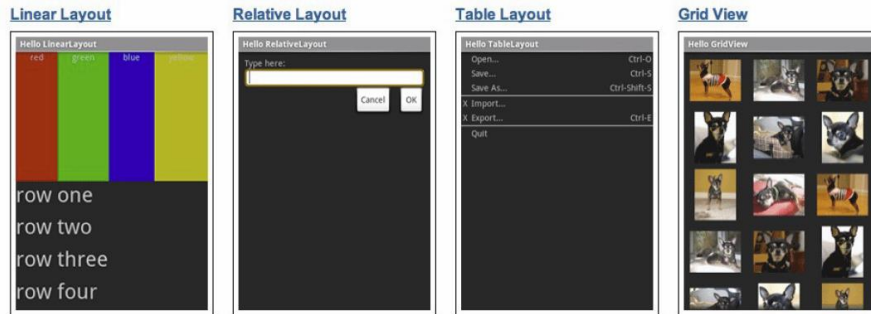 Linear Layout
Hello LinearLayout
red green blue yellow
row one
row two
row three
row four
Relative Layout
Hello RelativeLayout
Type here:
Cancel OK
Table Layout
Hello TableLayout
Open... Ctrl-O
Save... Ctrl-S
Save As... Ctrl-Shift-S
X Import...
X Export... Ctrl-E
Quit
Grid View
Hello GridView